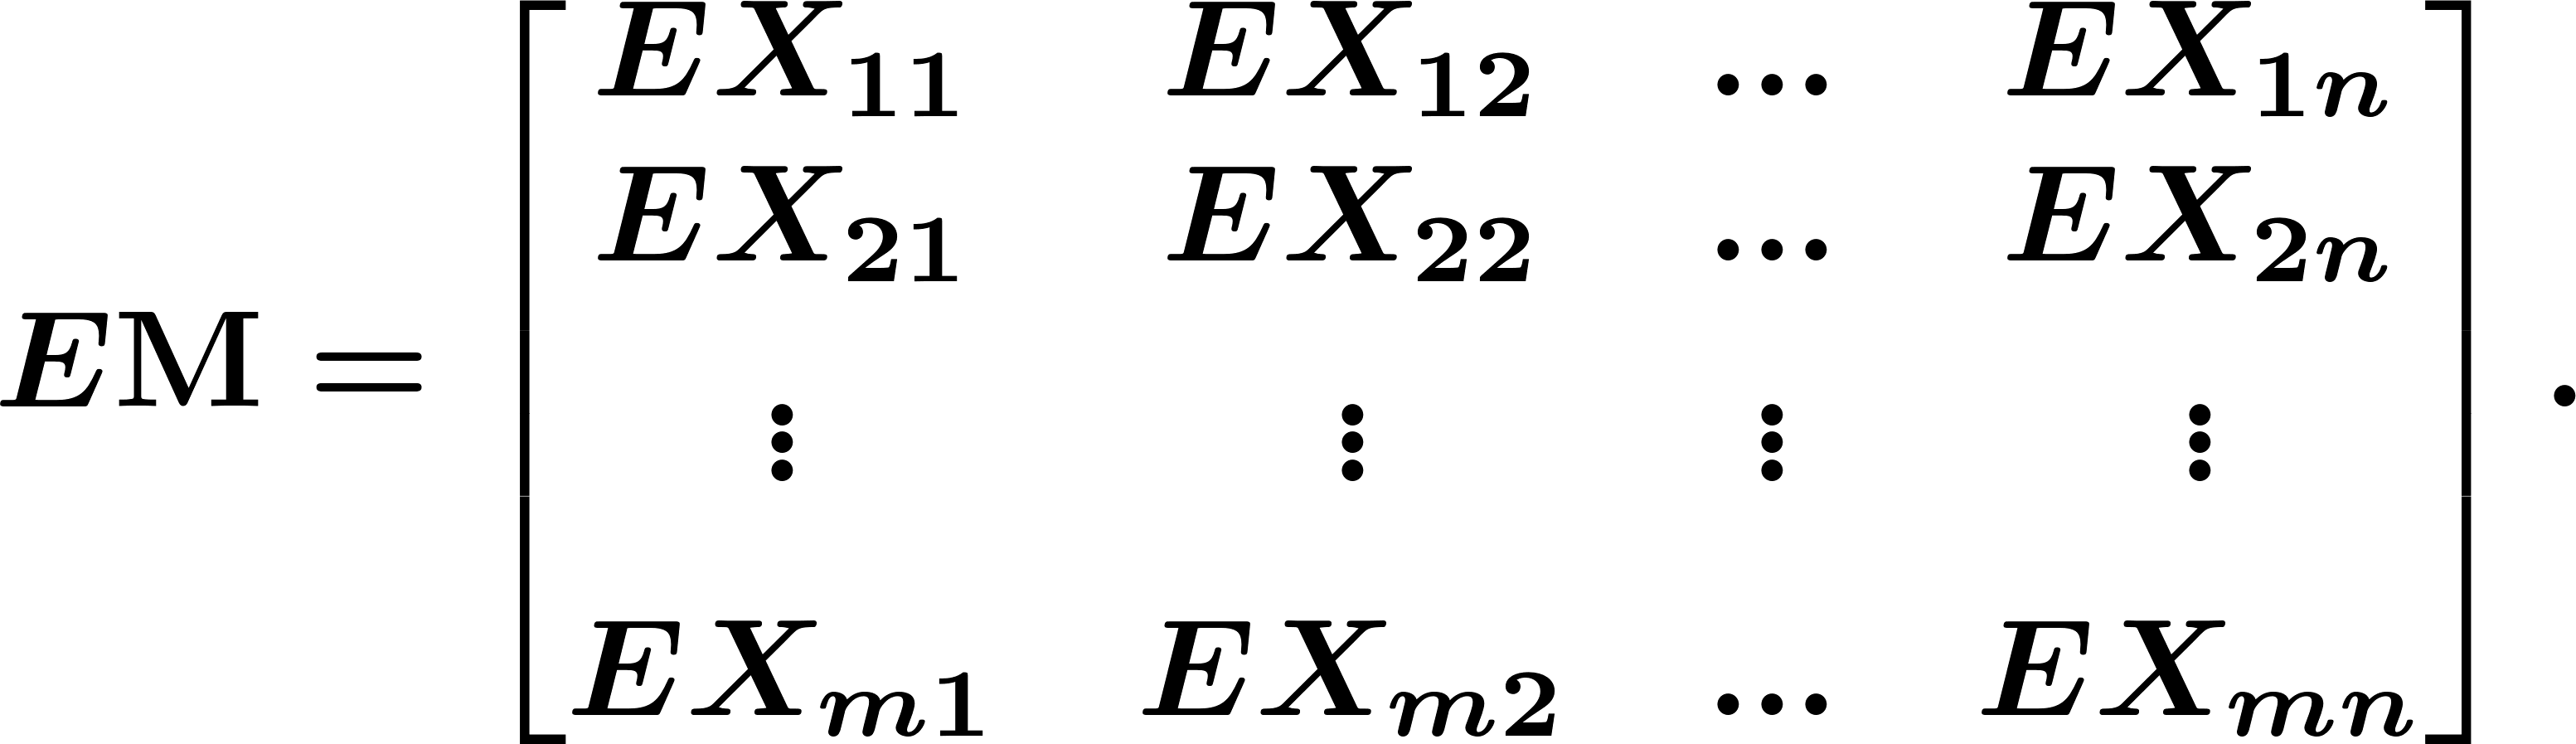 EX₁₁ EX₁₂ ... EX₁ₙ
EX₂₁ EX₂₂ ... EX₂ₙ
EM = [ ⋮ ⋮ ⋮ ⋮ ] .
EXₘ₁ EXₘ₂ ... EXₘₙ